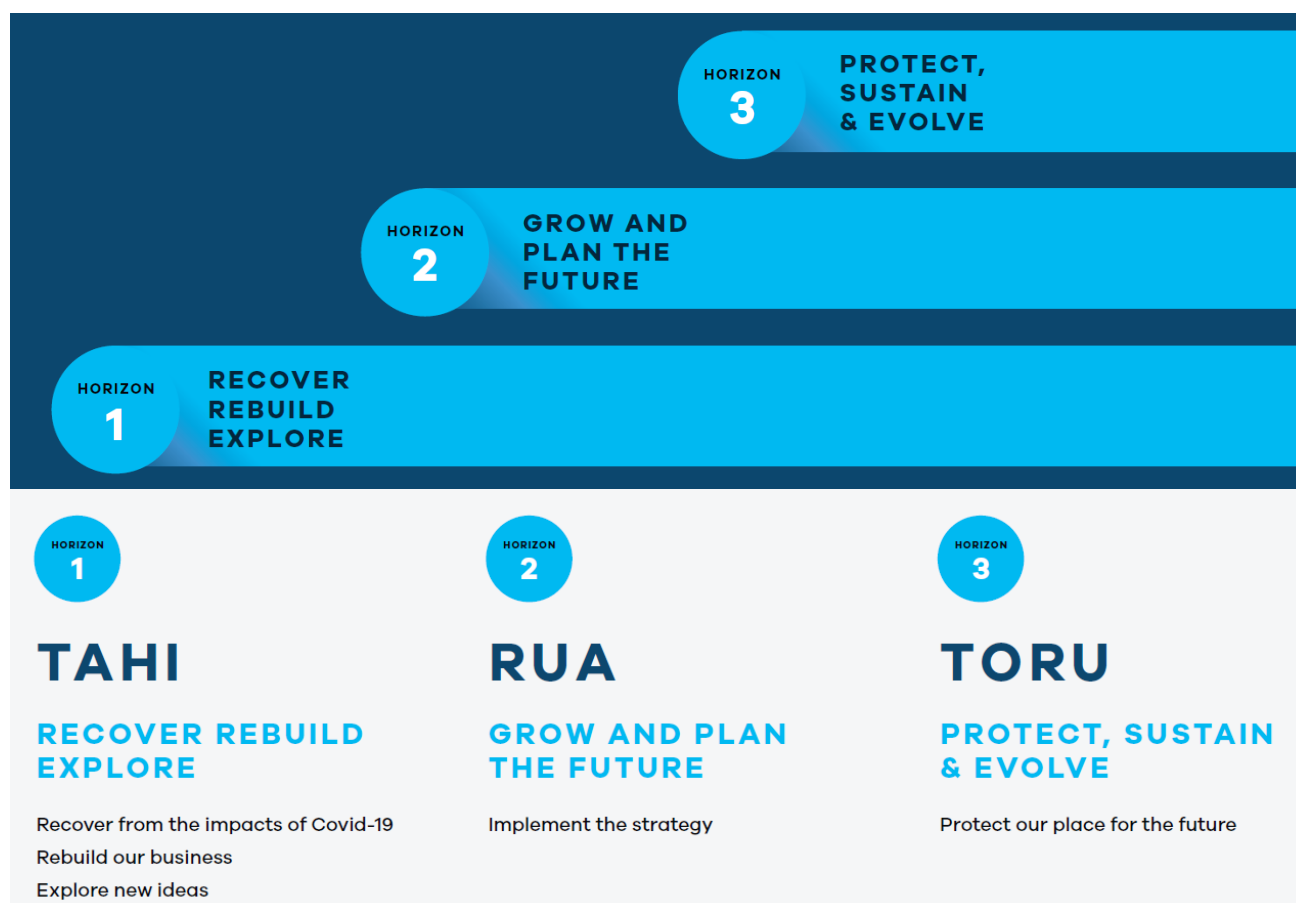 HORIZON
3
PROTECT,
SUSTAIN
& EVOLVE
HORIZON
2
GROW AND
PLAN THE
FUTURE
HORIZON
1
RECOVER
REBUILD
EXPLORE
HORIZON
1
TAHI
RECOVER REBUILD
EXPLORE
Recover from the impacts of Covid-19
Rebuild our business
Explore new ideas
HORIZON
2
RUA
GROW AND PLAN
THE FUTURE
Implement the strategy
HORIZON
3
TORU
PROTECT, SUSTAIN
& EVOLVE
Protect our place for the future